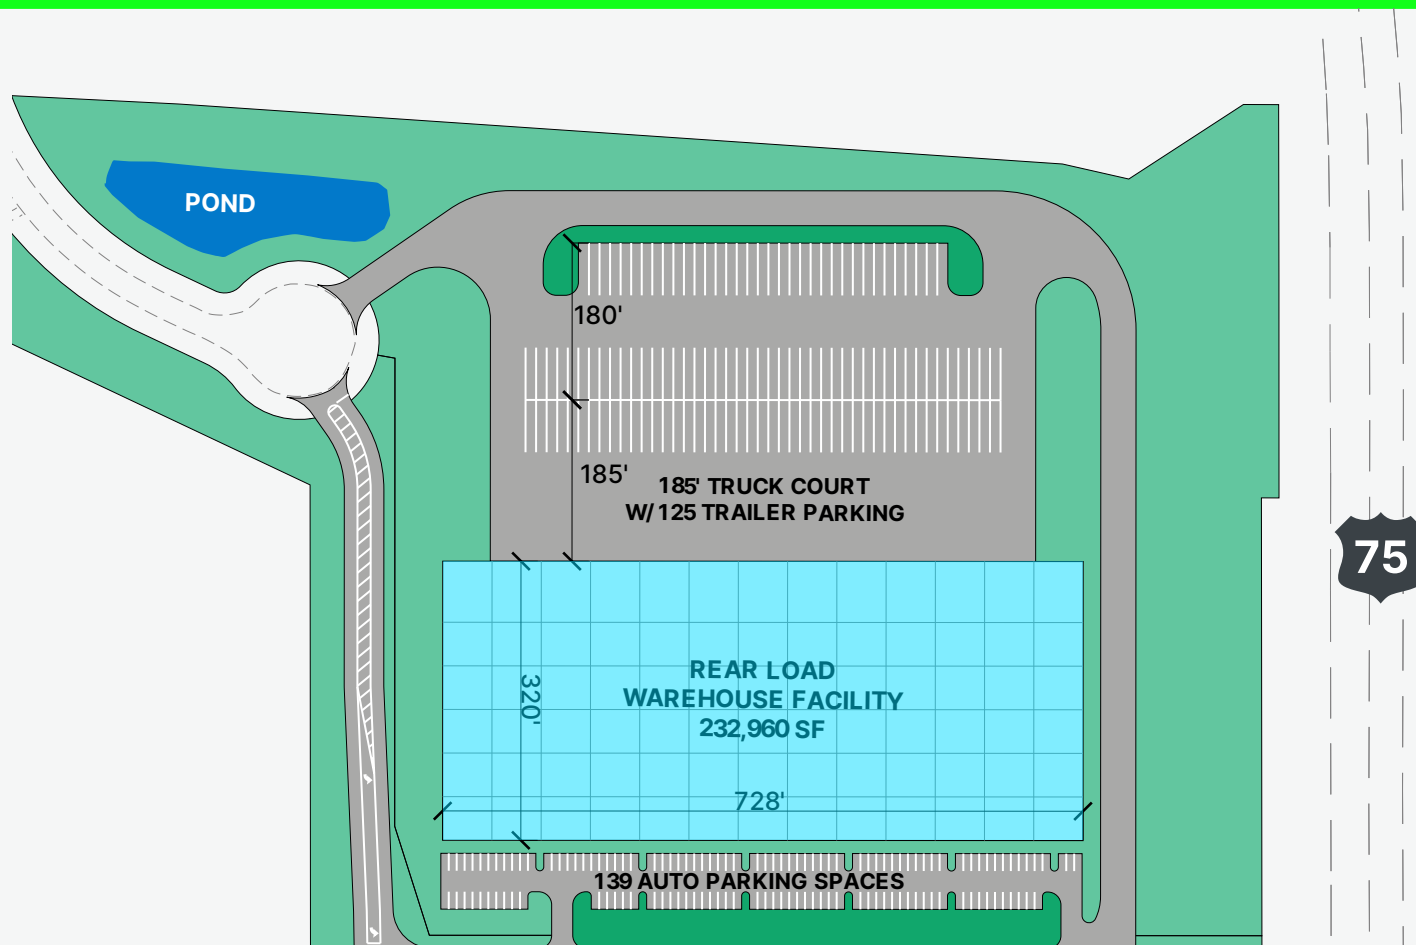 POND
180'
185'
185' TRUCK COURT
W/ 125 TRAILER PARKING
75
REAR LOAD
WAREHOUSE FACILITY
232,960 SF
320'
728'
139 AUTO PARKING SPACES